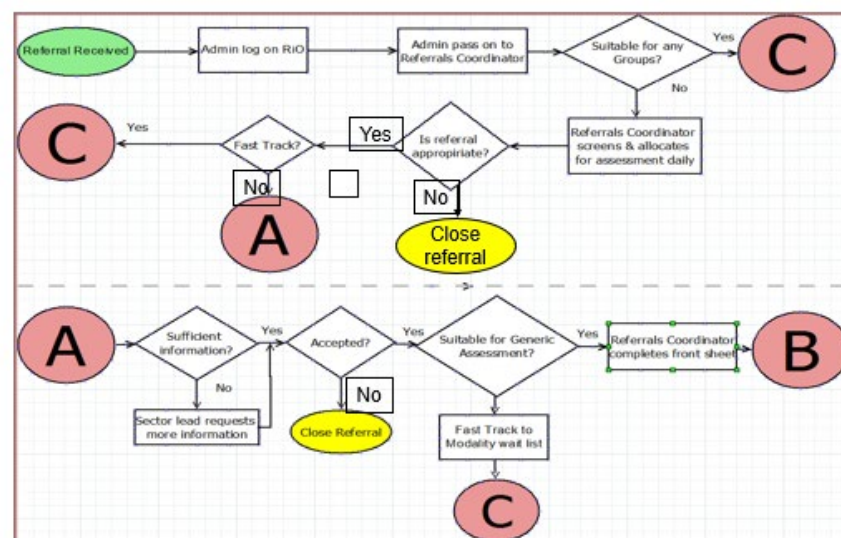 Referral Received
Admin log on RiO
Admin pass on to
Referrals Coordinator
Suitable for any
Groups?
Yes
C
No
C
Yes
Fast Track?
Yes
Is referral
appropiriate?
Referrals Coordinator
screens & allocates
for assessment daily
No
No
A
Close
referral
A
Sufficient
information?
Yes
Accepted?
Yes
Suitable for Generic
Assessment?
Yes
Referrals Coordinator
completes front sheet
B
No
No
Sector lead requests
more information
Close Referral
Fast Track to
Modality wait list
C